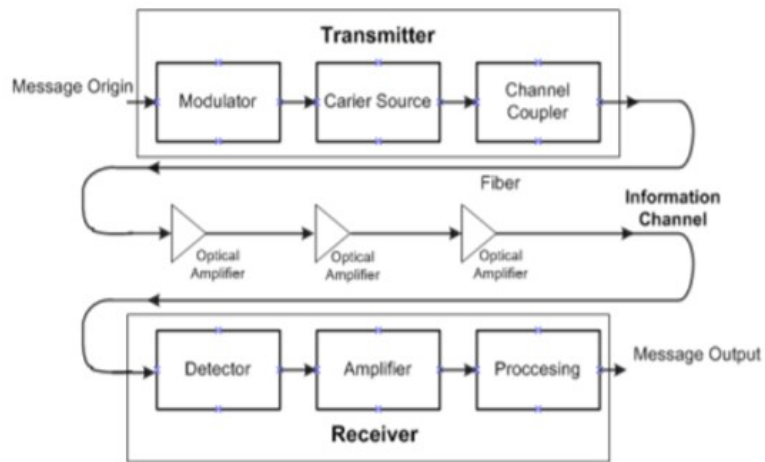 Transmitter
Message Origin
Modulator
Carier Source
Channel
Coupler
Fiber
Information
Channel
Optical
Amplifier
Optical
Amplifier
Optical
Amplifier
Detector
Amplifier
Proccesing
Message Output
Receiver